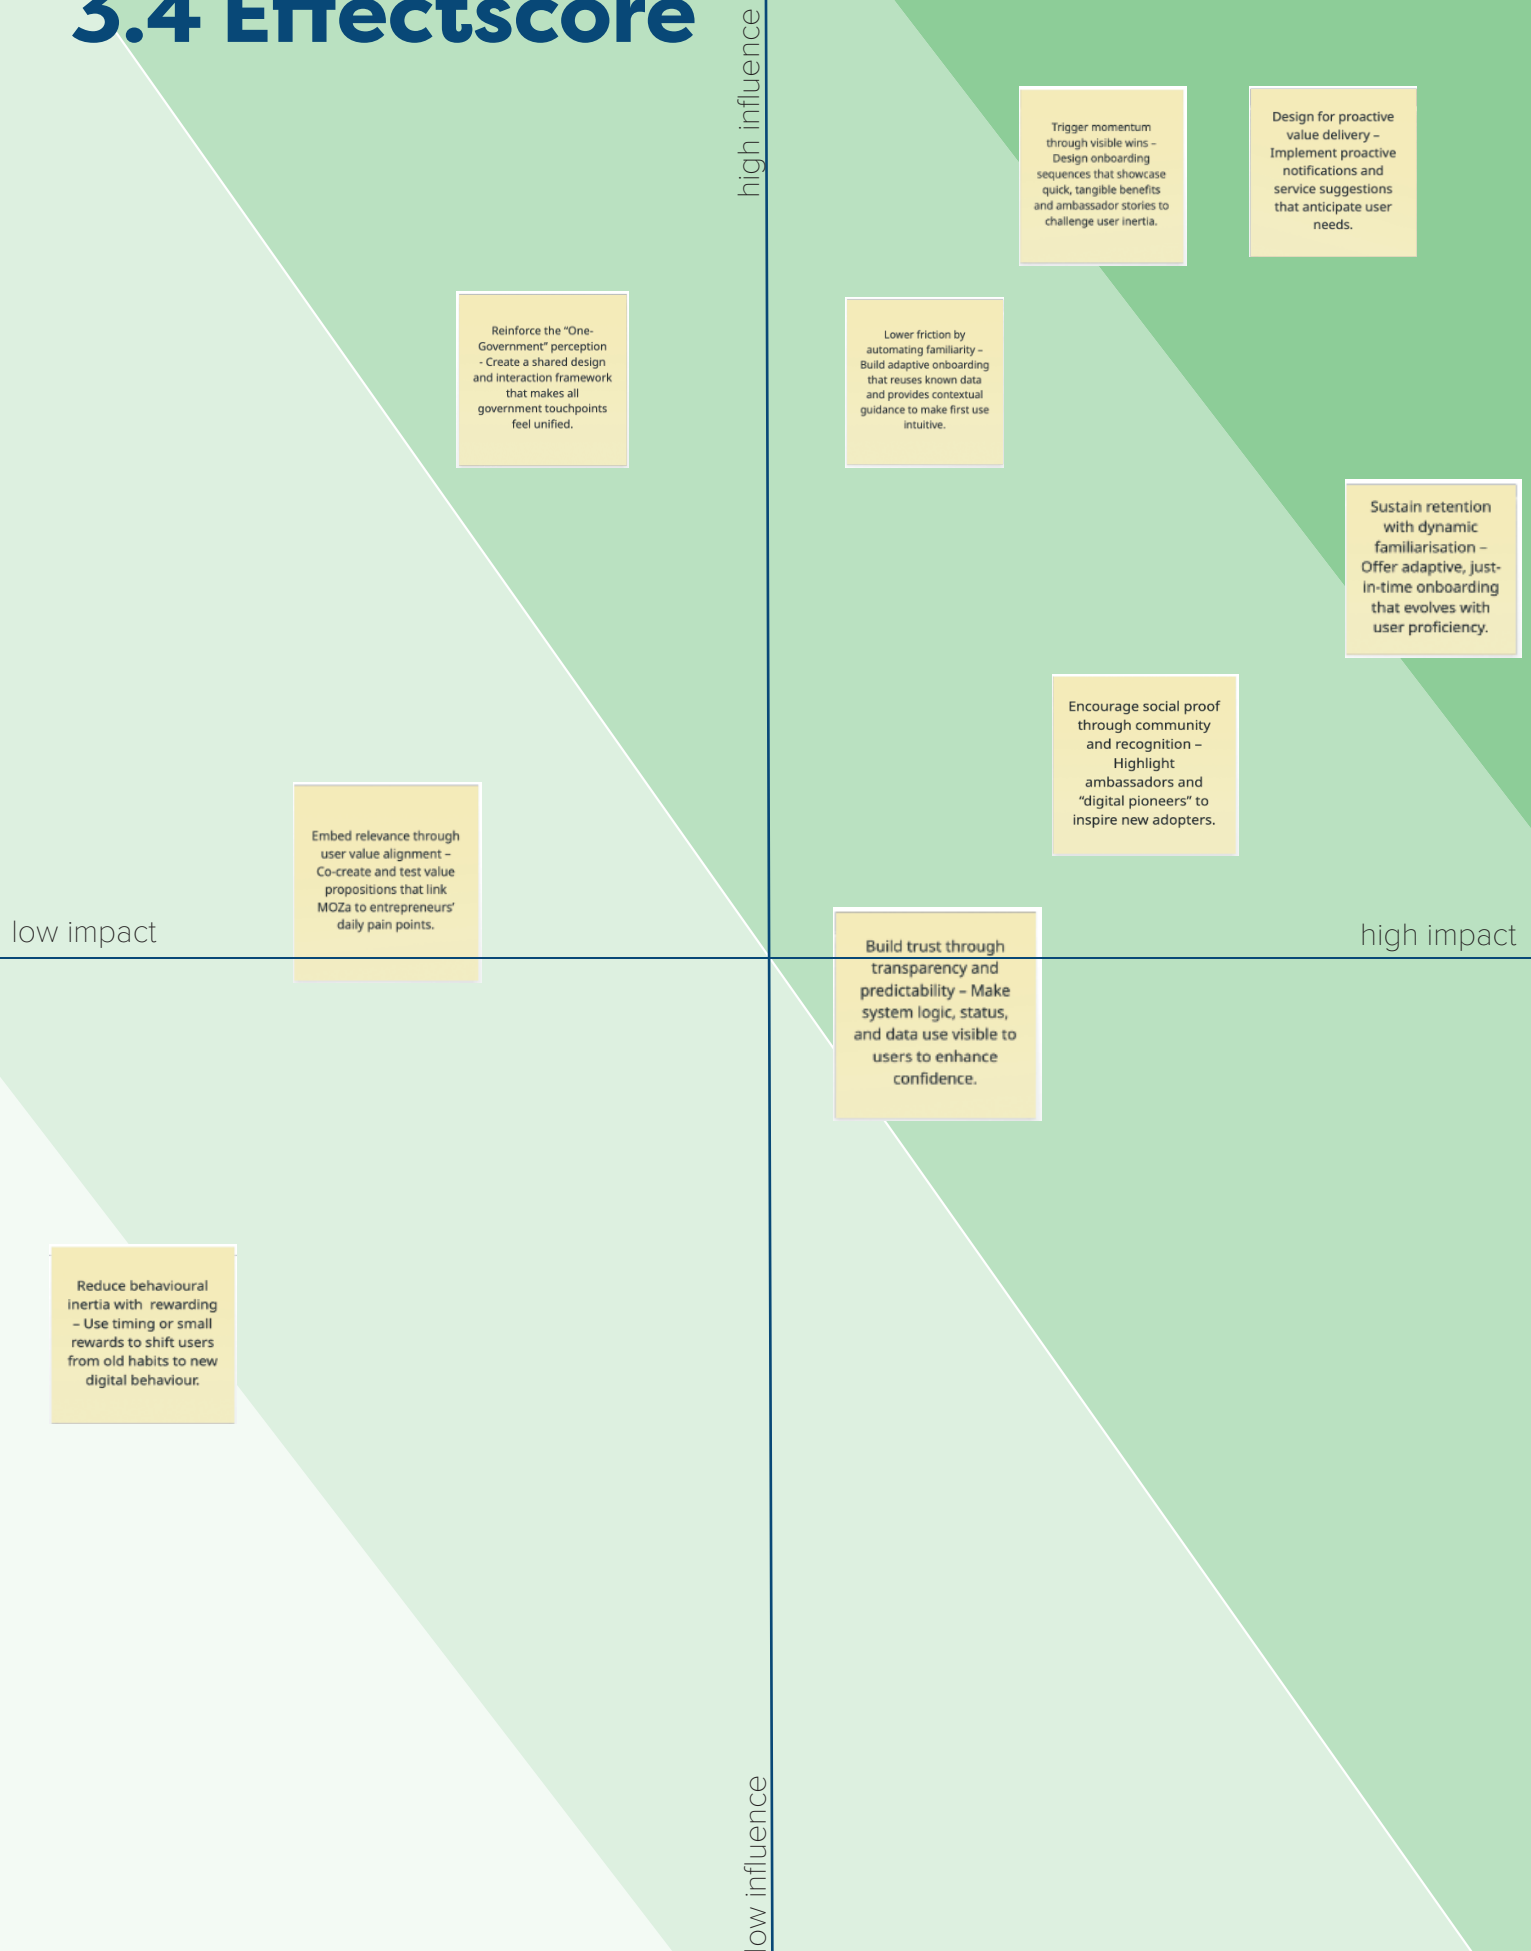 3.4 Effectscore
high influence
Trigger momentum
through visible wins –
Design onboarding
sequences that showcase
quick, tangible benefits
and ambassador stories to
challenge user inertia.
Design for proactive
value delivery –
Implement proactive
notifications and
service suggestions
that anticipate user
needs.
Reinforce the “One-
Government” perception
- Create a shared design
and interaction framework
that makes all
government touchpoints
feel unified.
Lower friction by
automating familiarity –
Build adaptive onboarding
that reuses known data
and provides contextual
guidance to make first use
intuitive.
Sustain retention
with dynamic
familiarisation –
Offer adaptive, just-
in-time onboarding
that evolves with
user proficiency.
Encourage social proof
through community
and recognition –
Highlight
ambassadors and
“digital pioneers” to
inspire new adopters.
Embed relevance through
user value alignment –
Co-create and test value
propositions that link
MOZa to entrepreneurs’
daily pain points.
low impact
high impact
Build trust through
transparency and
predictability – Make
system logic, status,
and data use visible to
users to enhance
confidence.
Reduce behavioural
inertia with  rewarding
– Use timing or small
rewards to shift users
from old habits to new
digital behaviour.
low influence